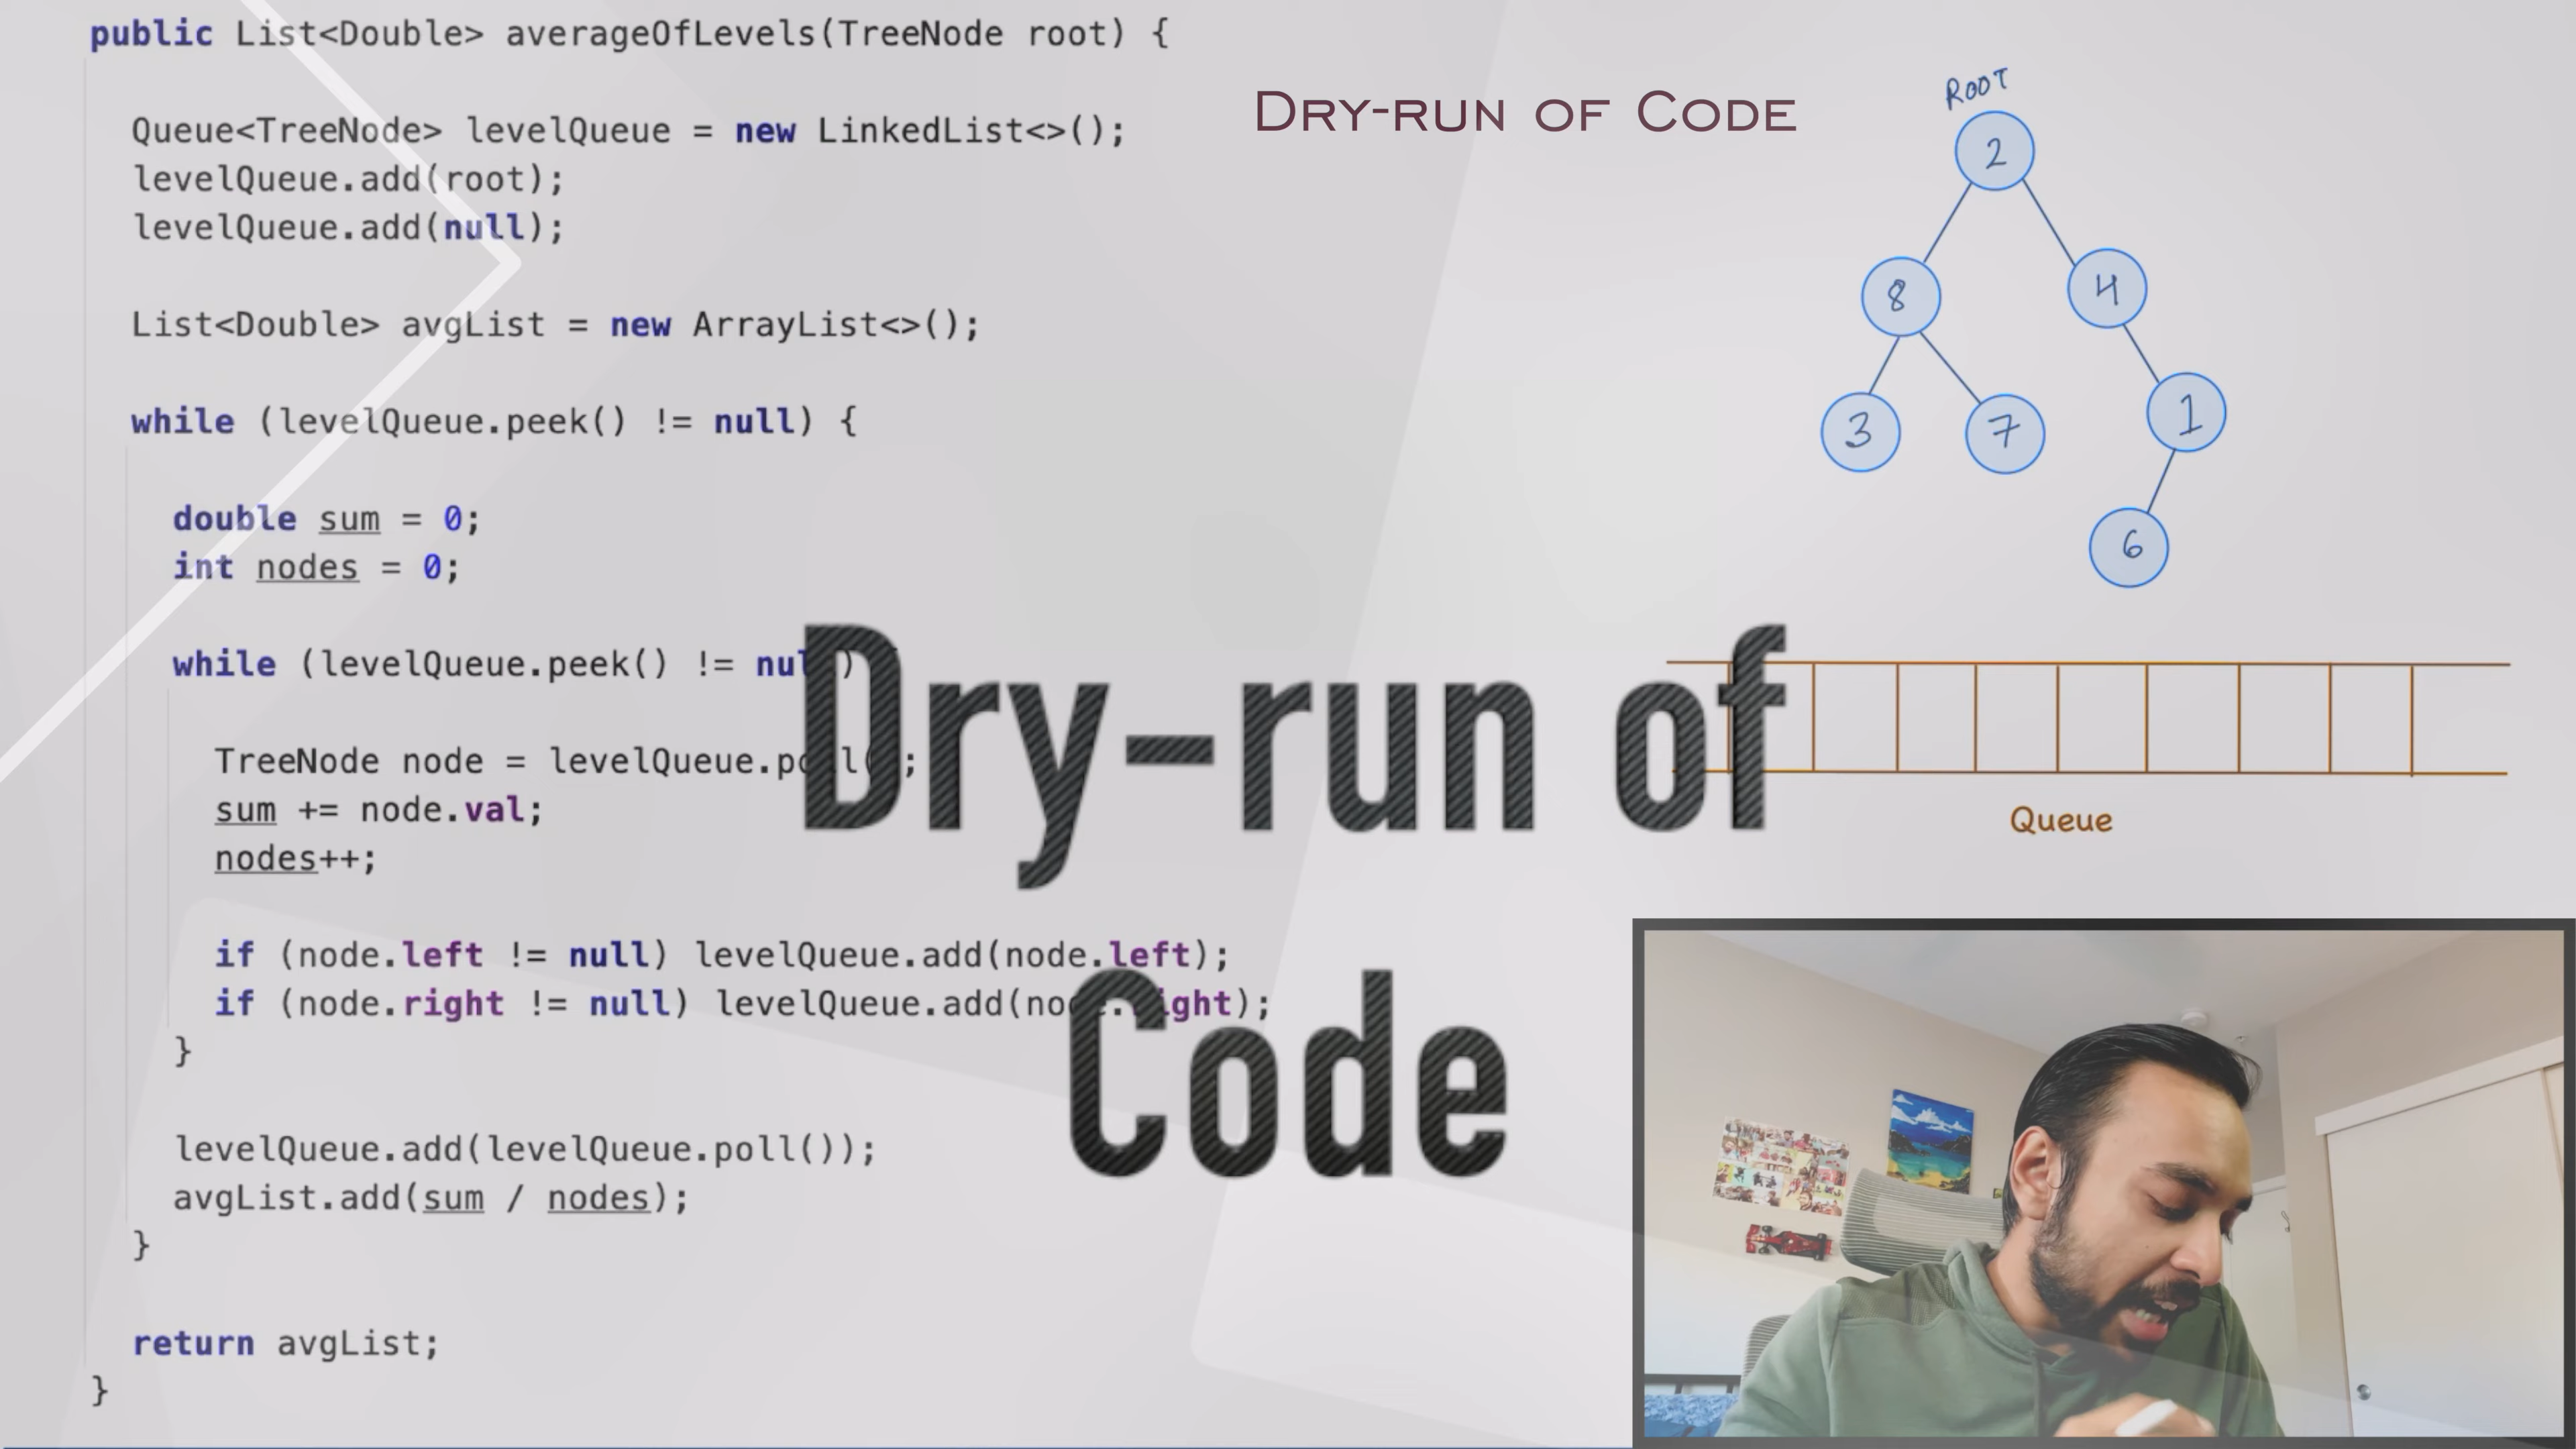 public List<Double> averageOfLevels(TreeNode root) {
Queue<TreeNode> levelQueue = new LinkedList<>();
levelQueue.add(root);
levelQueue.add(null);
List<Double> avgList = new ArrayList<>();
while (levelQueue.peek() != null) {
double sum = 0;
int nodes = 0;
while (levelQueue.peek() != null)
TreeNode node = levelQueue.poll();
sum += node.val;
nodes++;
if (node.left != null) levelQueue.add(node.left);
if (node.right != null) levelQueue.add(node.right);
}
levelQueue.add(levelQueue.poll());
avgList.add(sum / nodes);
}
return avgList;
}
Dry-run of Code
ROOT
2
8
4
3
7
1
6
Queue
Dry-run of
Code